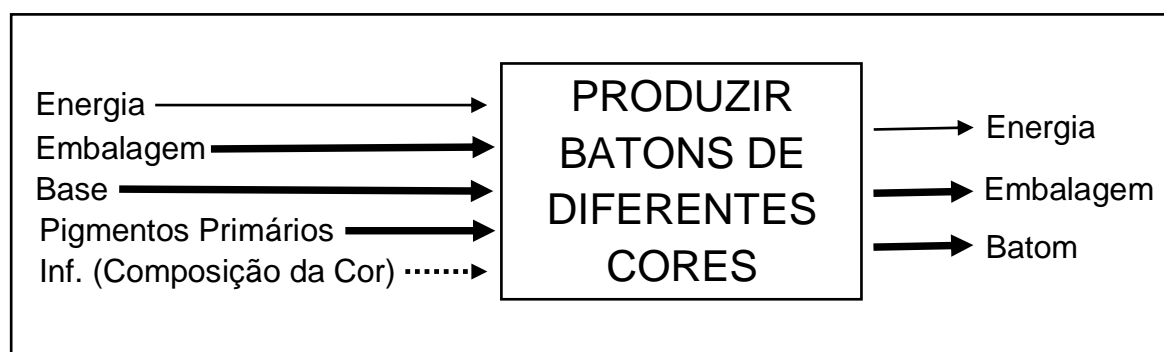 Energia
Embalagem
Base
Pigmentos Primários
Inf. (Composição da Cor)
PRODUZIR
BATONS DE
DIFERENTES
CORES
Energia
Embalagem
Batom